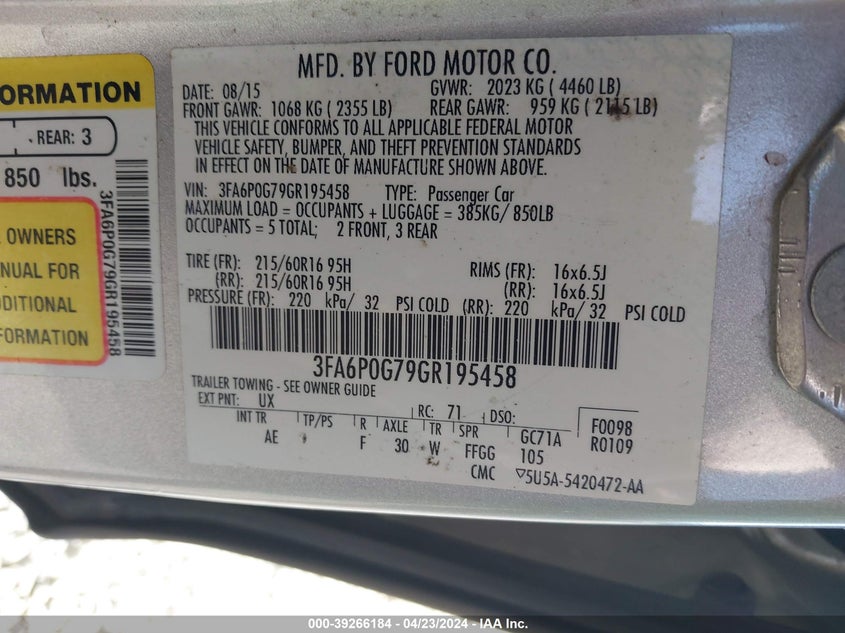 ORMATION
REAR: 3
850 lbs.
OWNERS
NUAL FOR
DDITIONAL
FORMATION
3FA6P0G79GR195458
MFD. BY FORD MOTOR CO.
DATE: 08/15 GVWR: 2023 KG ( 4460 LB)
FRONT GAWR: 1068 KG ( 2355 LB) REAR GAWR: 959 KG ( 2115 LB)
THIS VEHICLE CONFORMS TO ALL APPLICABLE FEDERAL MOTOR
VEHICLE SAFETY, BUMPER, AND THEFT PREVENTION STANDARDS
IN EFFECT ON THE DATE OF MANUFACTURE SHOWN ABOVE.
VIN: 3FA6P0G79GR195458 TYPE: Passenger Car
MAXIMUM LOAD = OCCUPANTS + LUGGAGE = 385KG/ 850LB
OCCUPANTS = 5 TOTAL; 2 FRONT, 3 REAR
TIRE (FR): 215/60R16 95H RIMS (FR): 16x6.5J
(RR): 215/60R16 95H (RR): 16x6.5J
PRESSURE (FR): 220 kPa/ 32 PSI COLD (RR): 220 kPa/ 32 PSI COLD
3FA6P0G79GR195458
TRAILER TOWING - SEE OWNER GUIDE
EXT PNT: UX RC: 71 DSO: F0098
INT TR TP/PS R AXLE TR SPR GC71A R0109
AE F 30 W FFGG 105
CMC ▽5U5A-5420472-AA
000-39266184 - 04/23/2024 - IAA Inc.